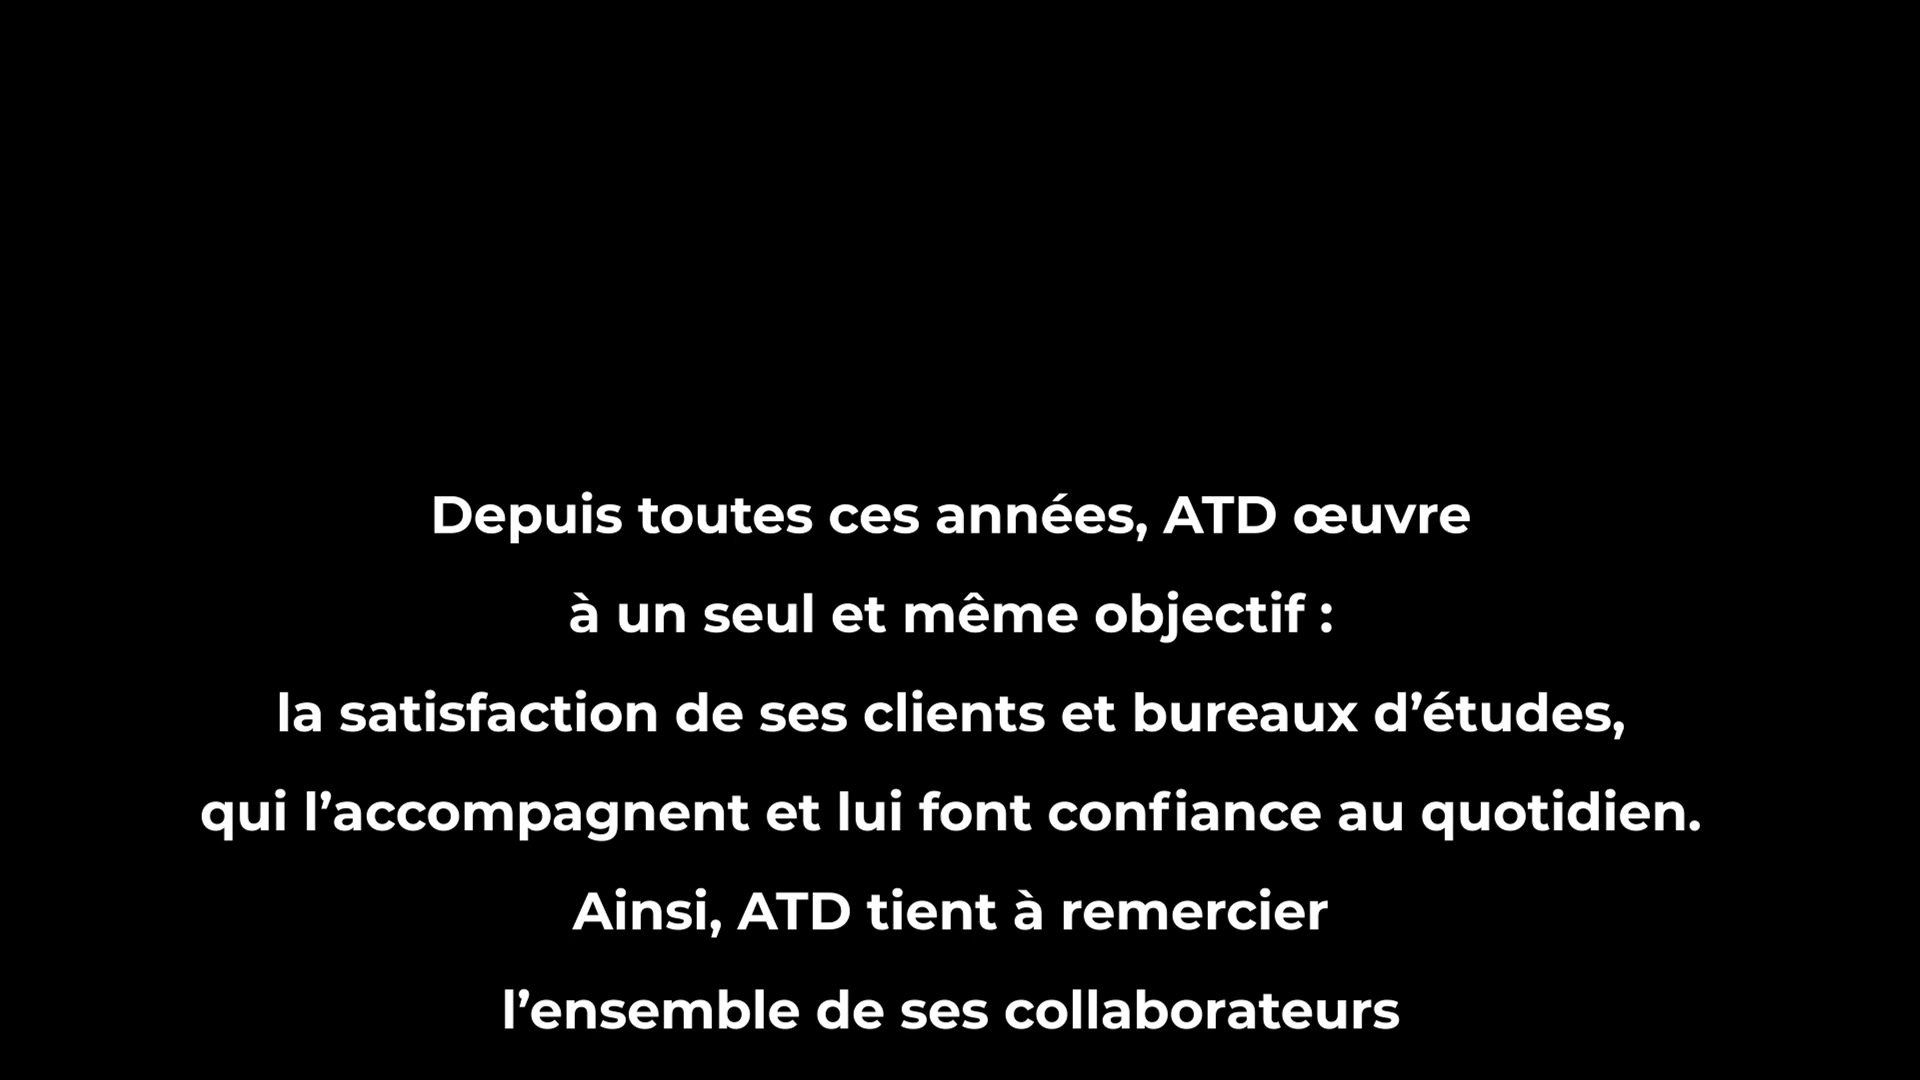 Depuis toutes ces années, ATD œuvre
à un seul et même objectif :
la satisfaction de ses clients et bureaux d’études,
qui l’accompagnent et lui font confiance au quotidien.
Ainsi, ATD tient à remercier
l’ensemble de ses collaborateurs